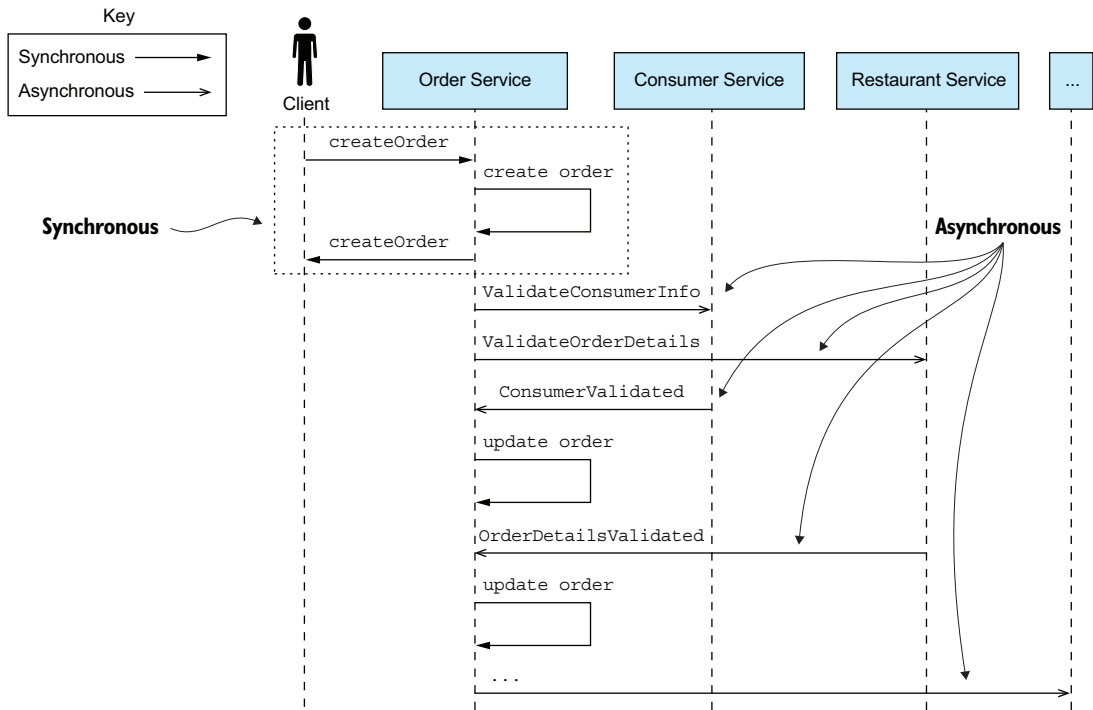 Key
Synchronous
Asynchronous
Client
Order Service
Consumer Service
Restaurant Service
...
createOrder
create order
Synchronous
createOrder
Asynchronous
ValidateConsumerInfo
ValidateOrderDetails
ConsumerValidated
update order
OrderDetailsValidated
update order
...